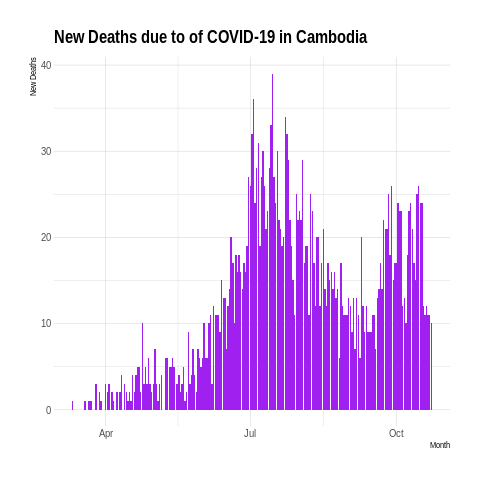 New Deaths due to of COVID-19 in Cambodia
New Deaths
40
30
20
10
0
Apr
Jul
Oct
Month